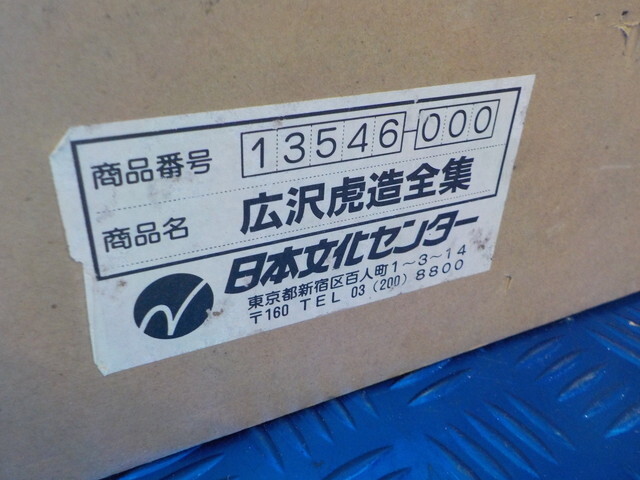 商品番号 13546-000
商品名 広沢虎造全集
日本文化センター
東京都新宿区百人町1~3~14
〒160 TEL 03(200)8800